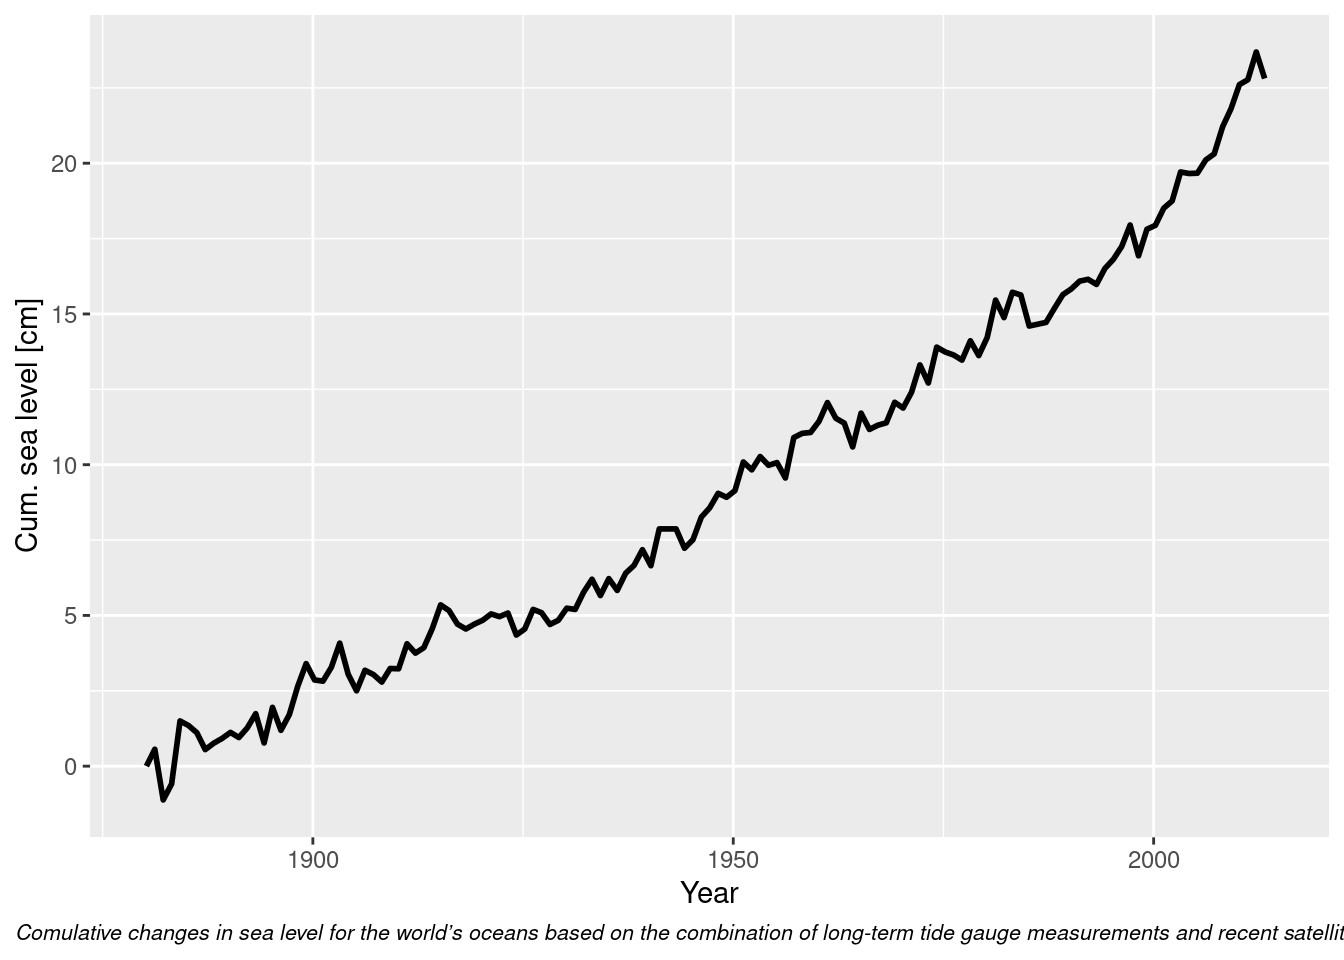 20
15
10
5
0
Cum. sea level [cm]
1900 1950 2000
Year
Comulative changes in sea level for the world’s oceans based on the combination of long-term tide gauge measurements and recent